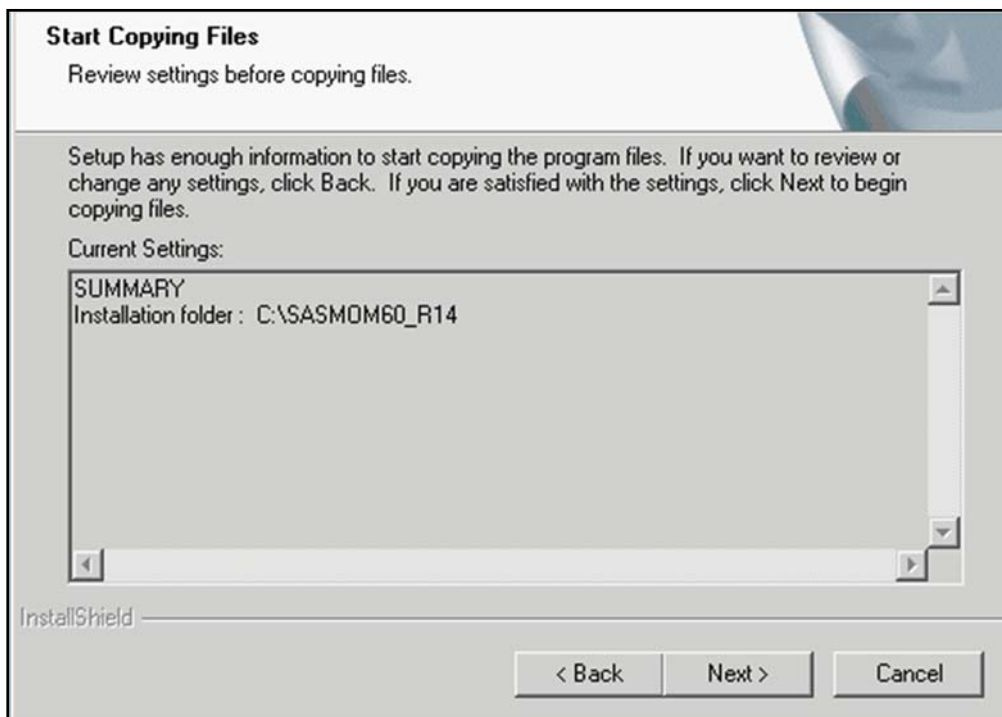 Start Copying Files
Review settings before copying files.
Setup has enough information to start copying the program files.  If you want to review or
change any settings, click Back.  If you are satisfied with the settings, click Next to begin
copying files.
Current Settings:
SUMMARY
Installation folder :  C:\SASMOM60_R14
InstallShield
< Back
Next >
Cancel